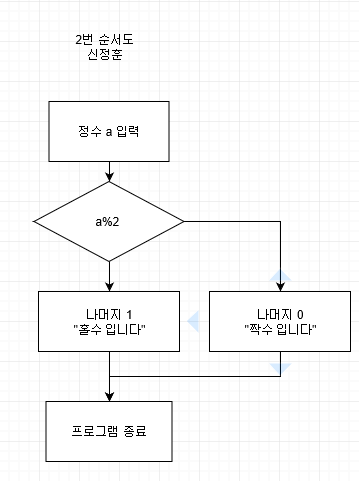 2번 순서도
신정훈
정수 a 입력
a%2
나머지 1
"홀수 입니다"
나머지 0
"짝수 입니다"
프로그램 종료